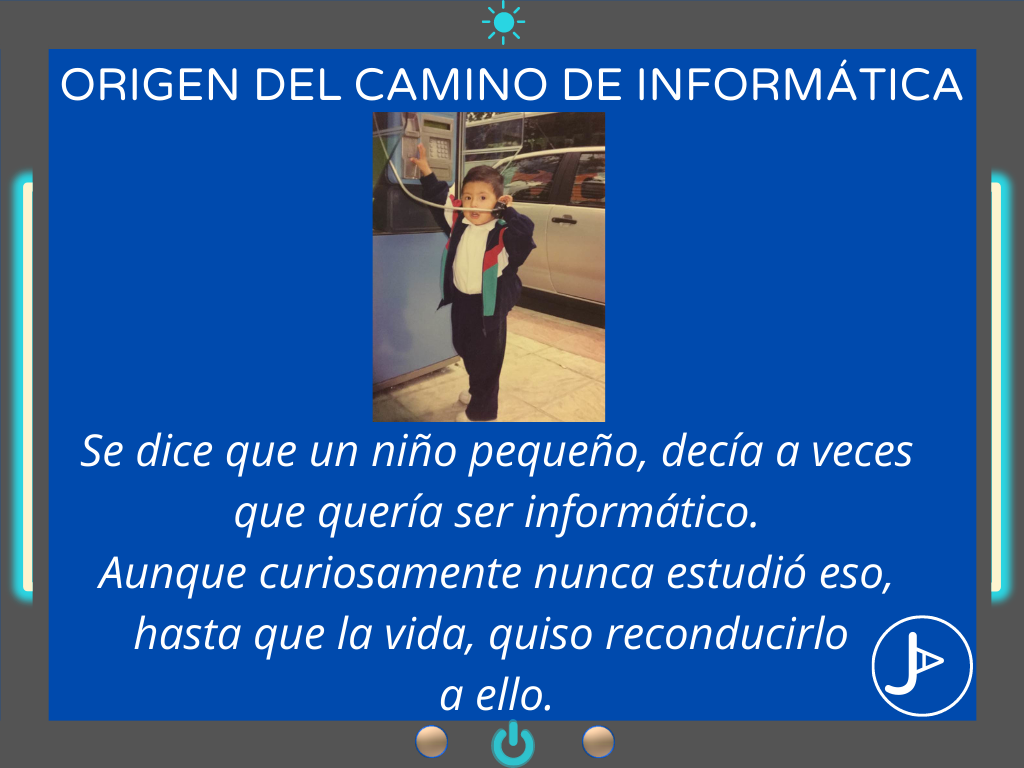 ORIGEN DEL CAMINO DE INFORMÁTICA
Se dice que un niño pequeño, decía a veces
que quería ser informático.
Aunque curiosamente nunca estudió eso,
hasta que la vida, quiso reconducirlo
a ello.
JA